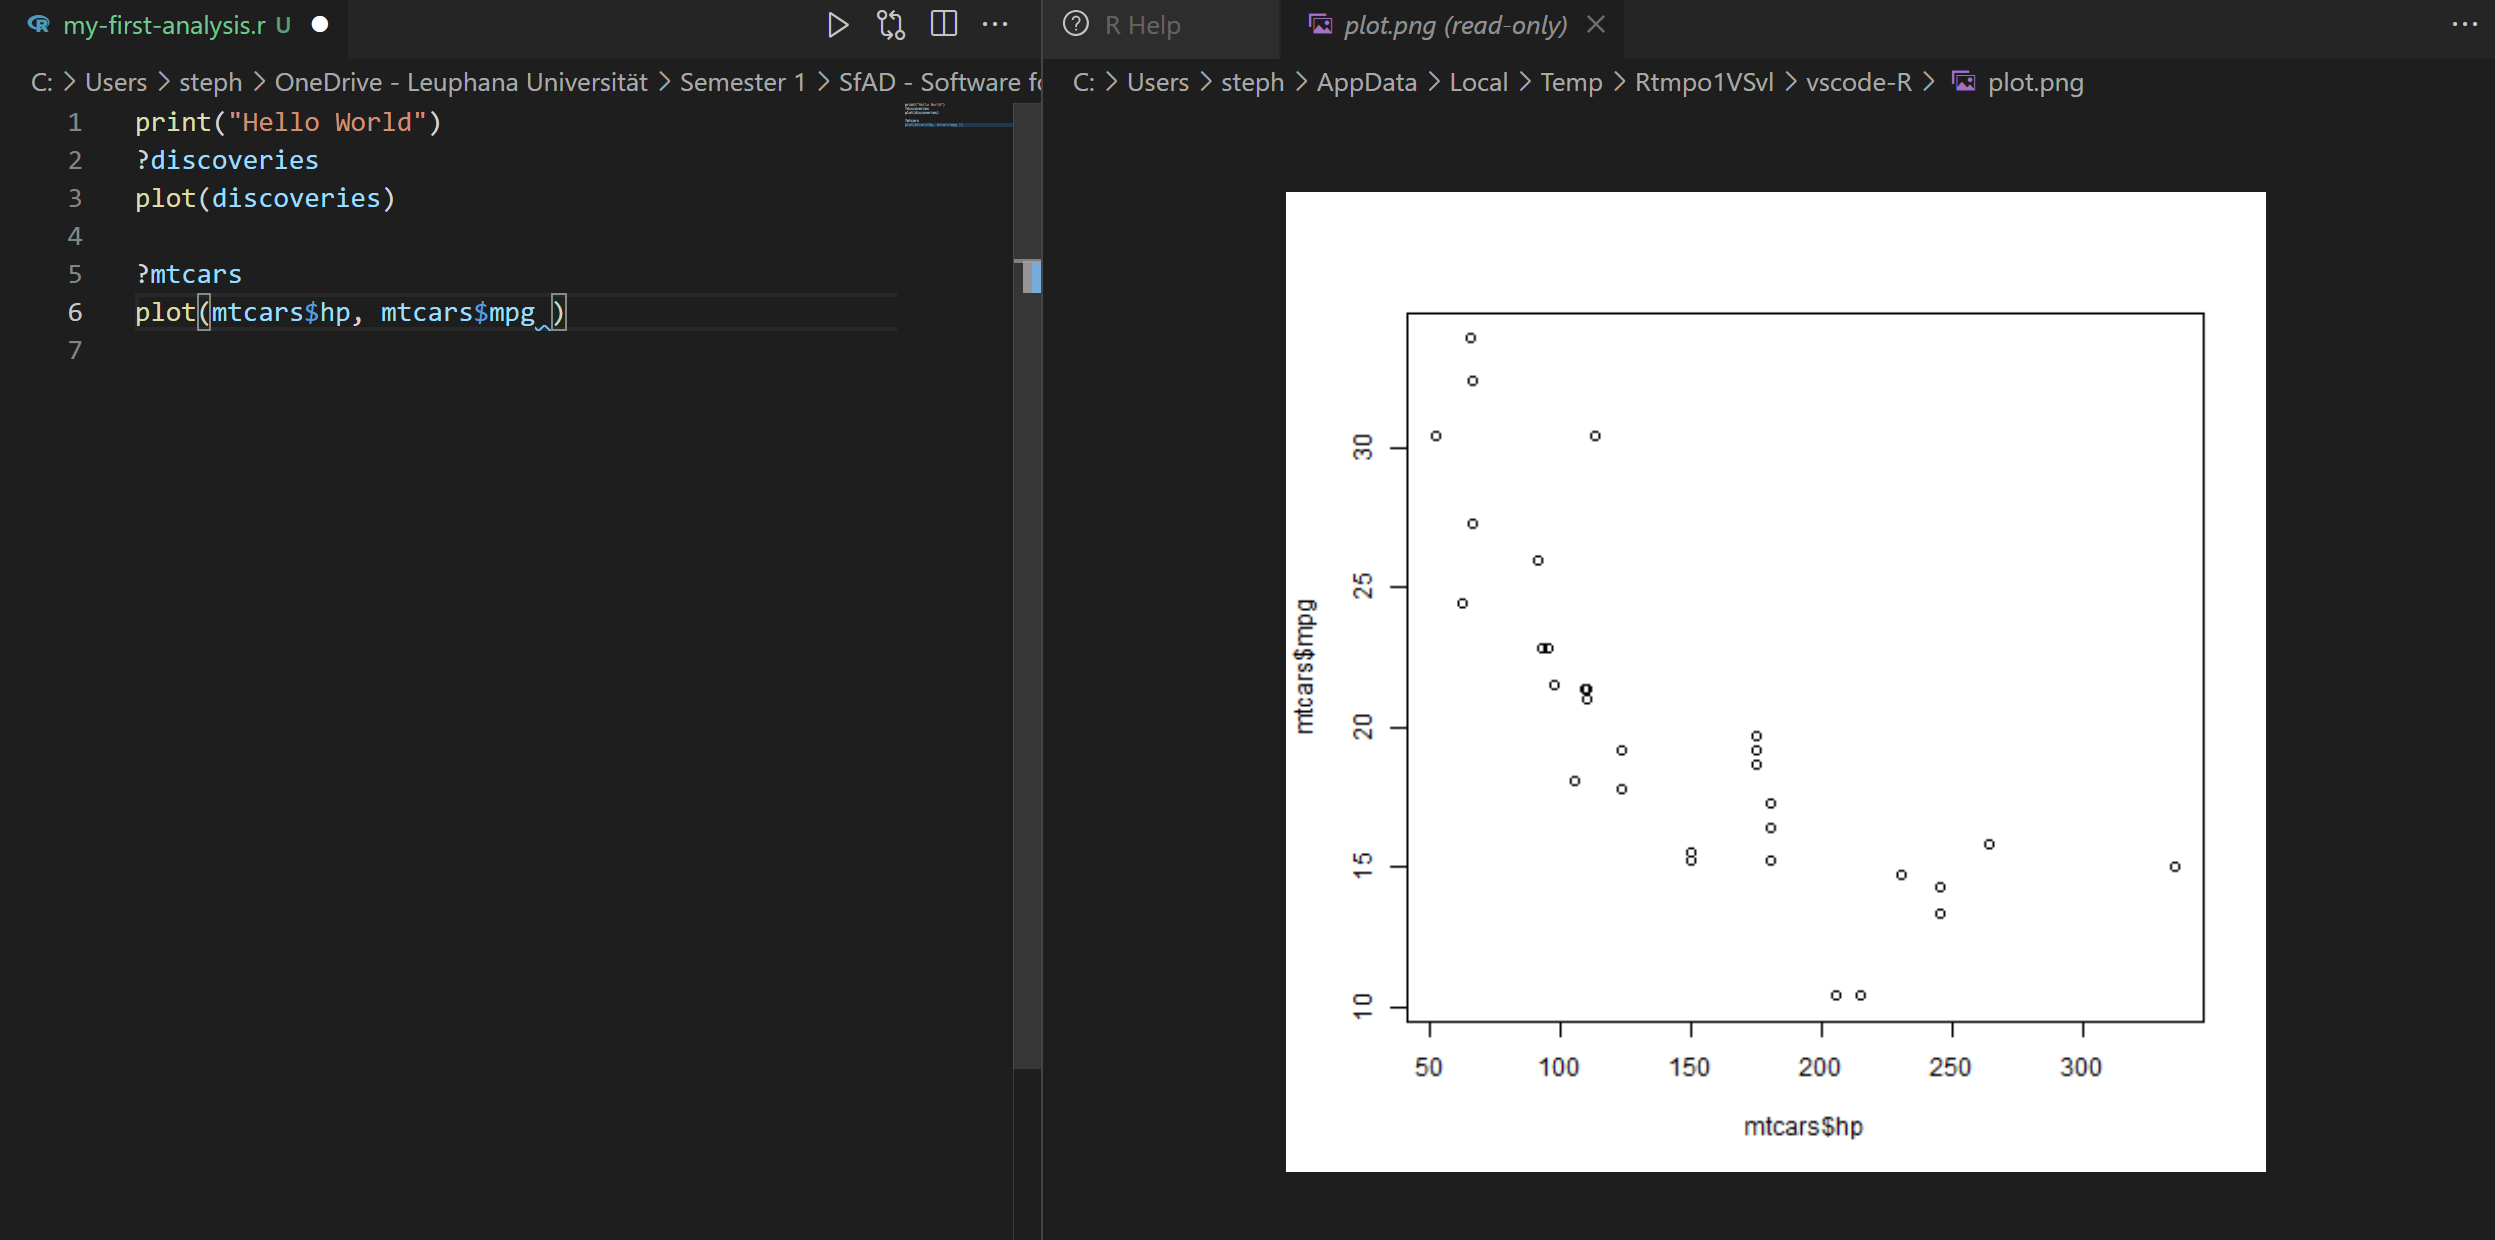 my-first-analysis.r U
R Help
plot.png (read-only)
C: > Users > steph > OneDrive - Leuphana Universität > Semester 1 > SfAD - Software fo
C: > Users > steph > AppData > Local > Temp > Rtmpo1VSvl > vscode-R > plot.png
1 print("Hello World")
2 ?discoveries
3 plot(discoveries)
4
5 ?mtcars
6 plot(mtcars$hp, mtcars$mpg )
7
mtcars$mpg
30
25
20
15
10
50 100 150 200 250 300
mtcars$hp